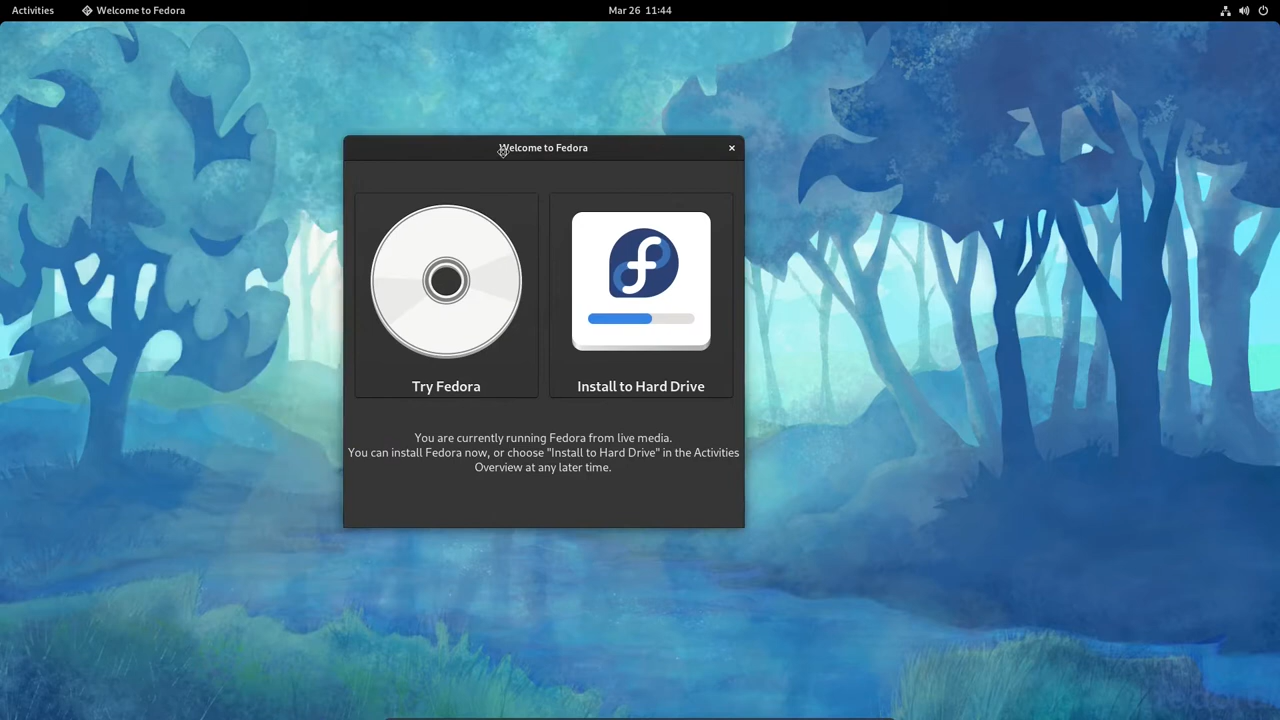 Activities
Welcome to Fedora
Mar 26 11:44
Welcome to Fedora
Try Fedora
Install to Hard Drive
You are currently running Fedora from live media.
You can install Fedora now, or choose "Install to Hard Drive" in the Activities
Overview at any later time.